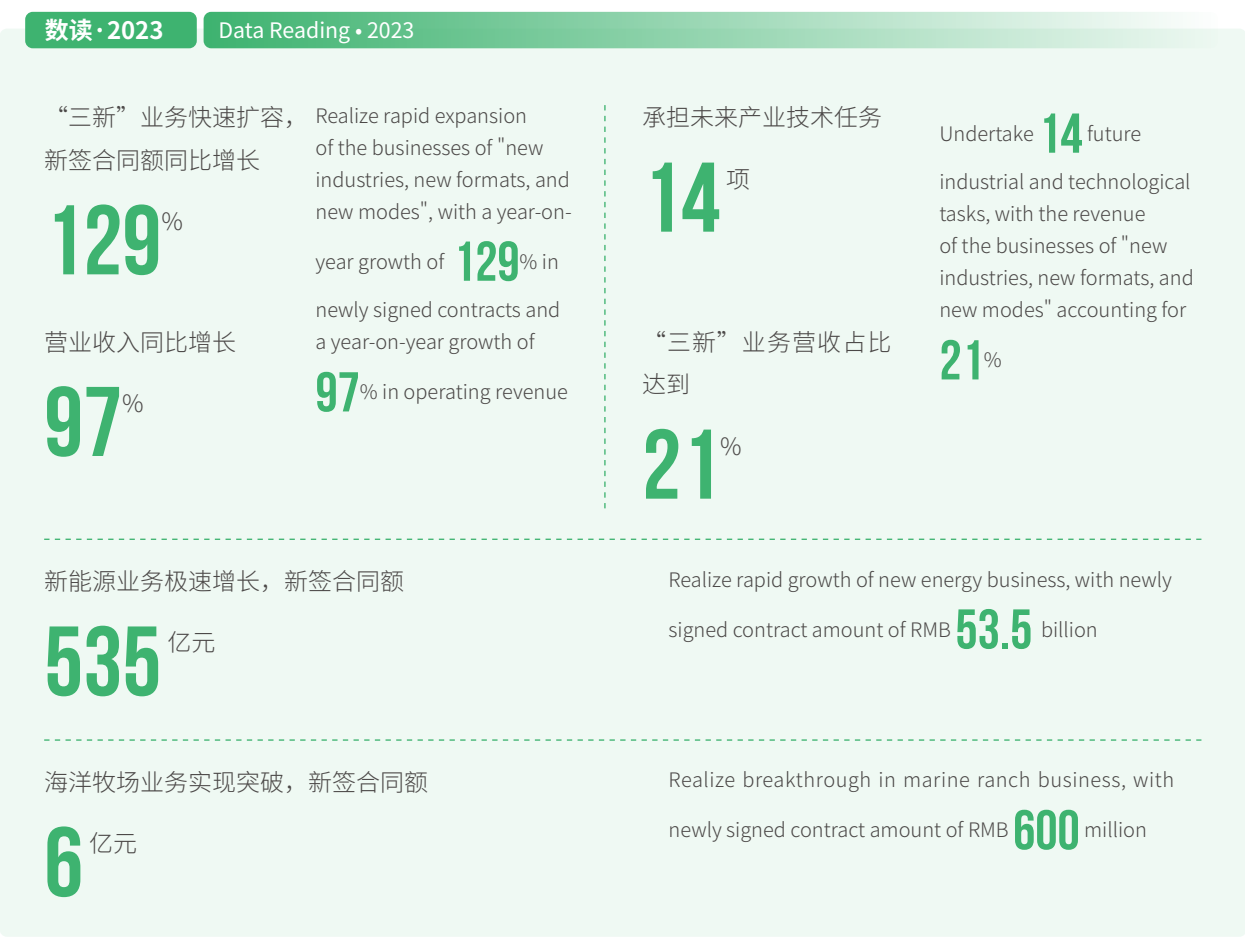 数读·2023
Data Reading • 2023
“三新”业务快速扩容，
新签合同额同比增长
129%
营业收入同比增长
97%
Realize rapid expansion
of the businesses of "new
industries, new formats, and
new modes", with a year-on-
year growth of 129% in
newly signed contracts and
a year-on-year growth of
97% in operating revenue
承担未来产业技术任务
14 项
“三新”业务营收占比
达到
21%
Undertake 14 future
industrial and technological
tasks, with the revenue
of the businesses of "new
industries, new formats, and
new modes" accounting for
21%
新能源业务极速增长，新签合同额
535 亿元
Realize rapid growth of new energy business, with newly
signed contract amount of RMB 53.5 billion
海洋牧场业务实现突破，新签合同额
6 亿元
Realize breakthrough in marine ranch business, with
newly signed contract amount of RMB 600 million